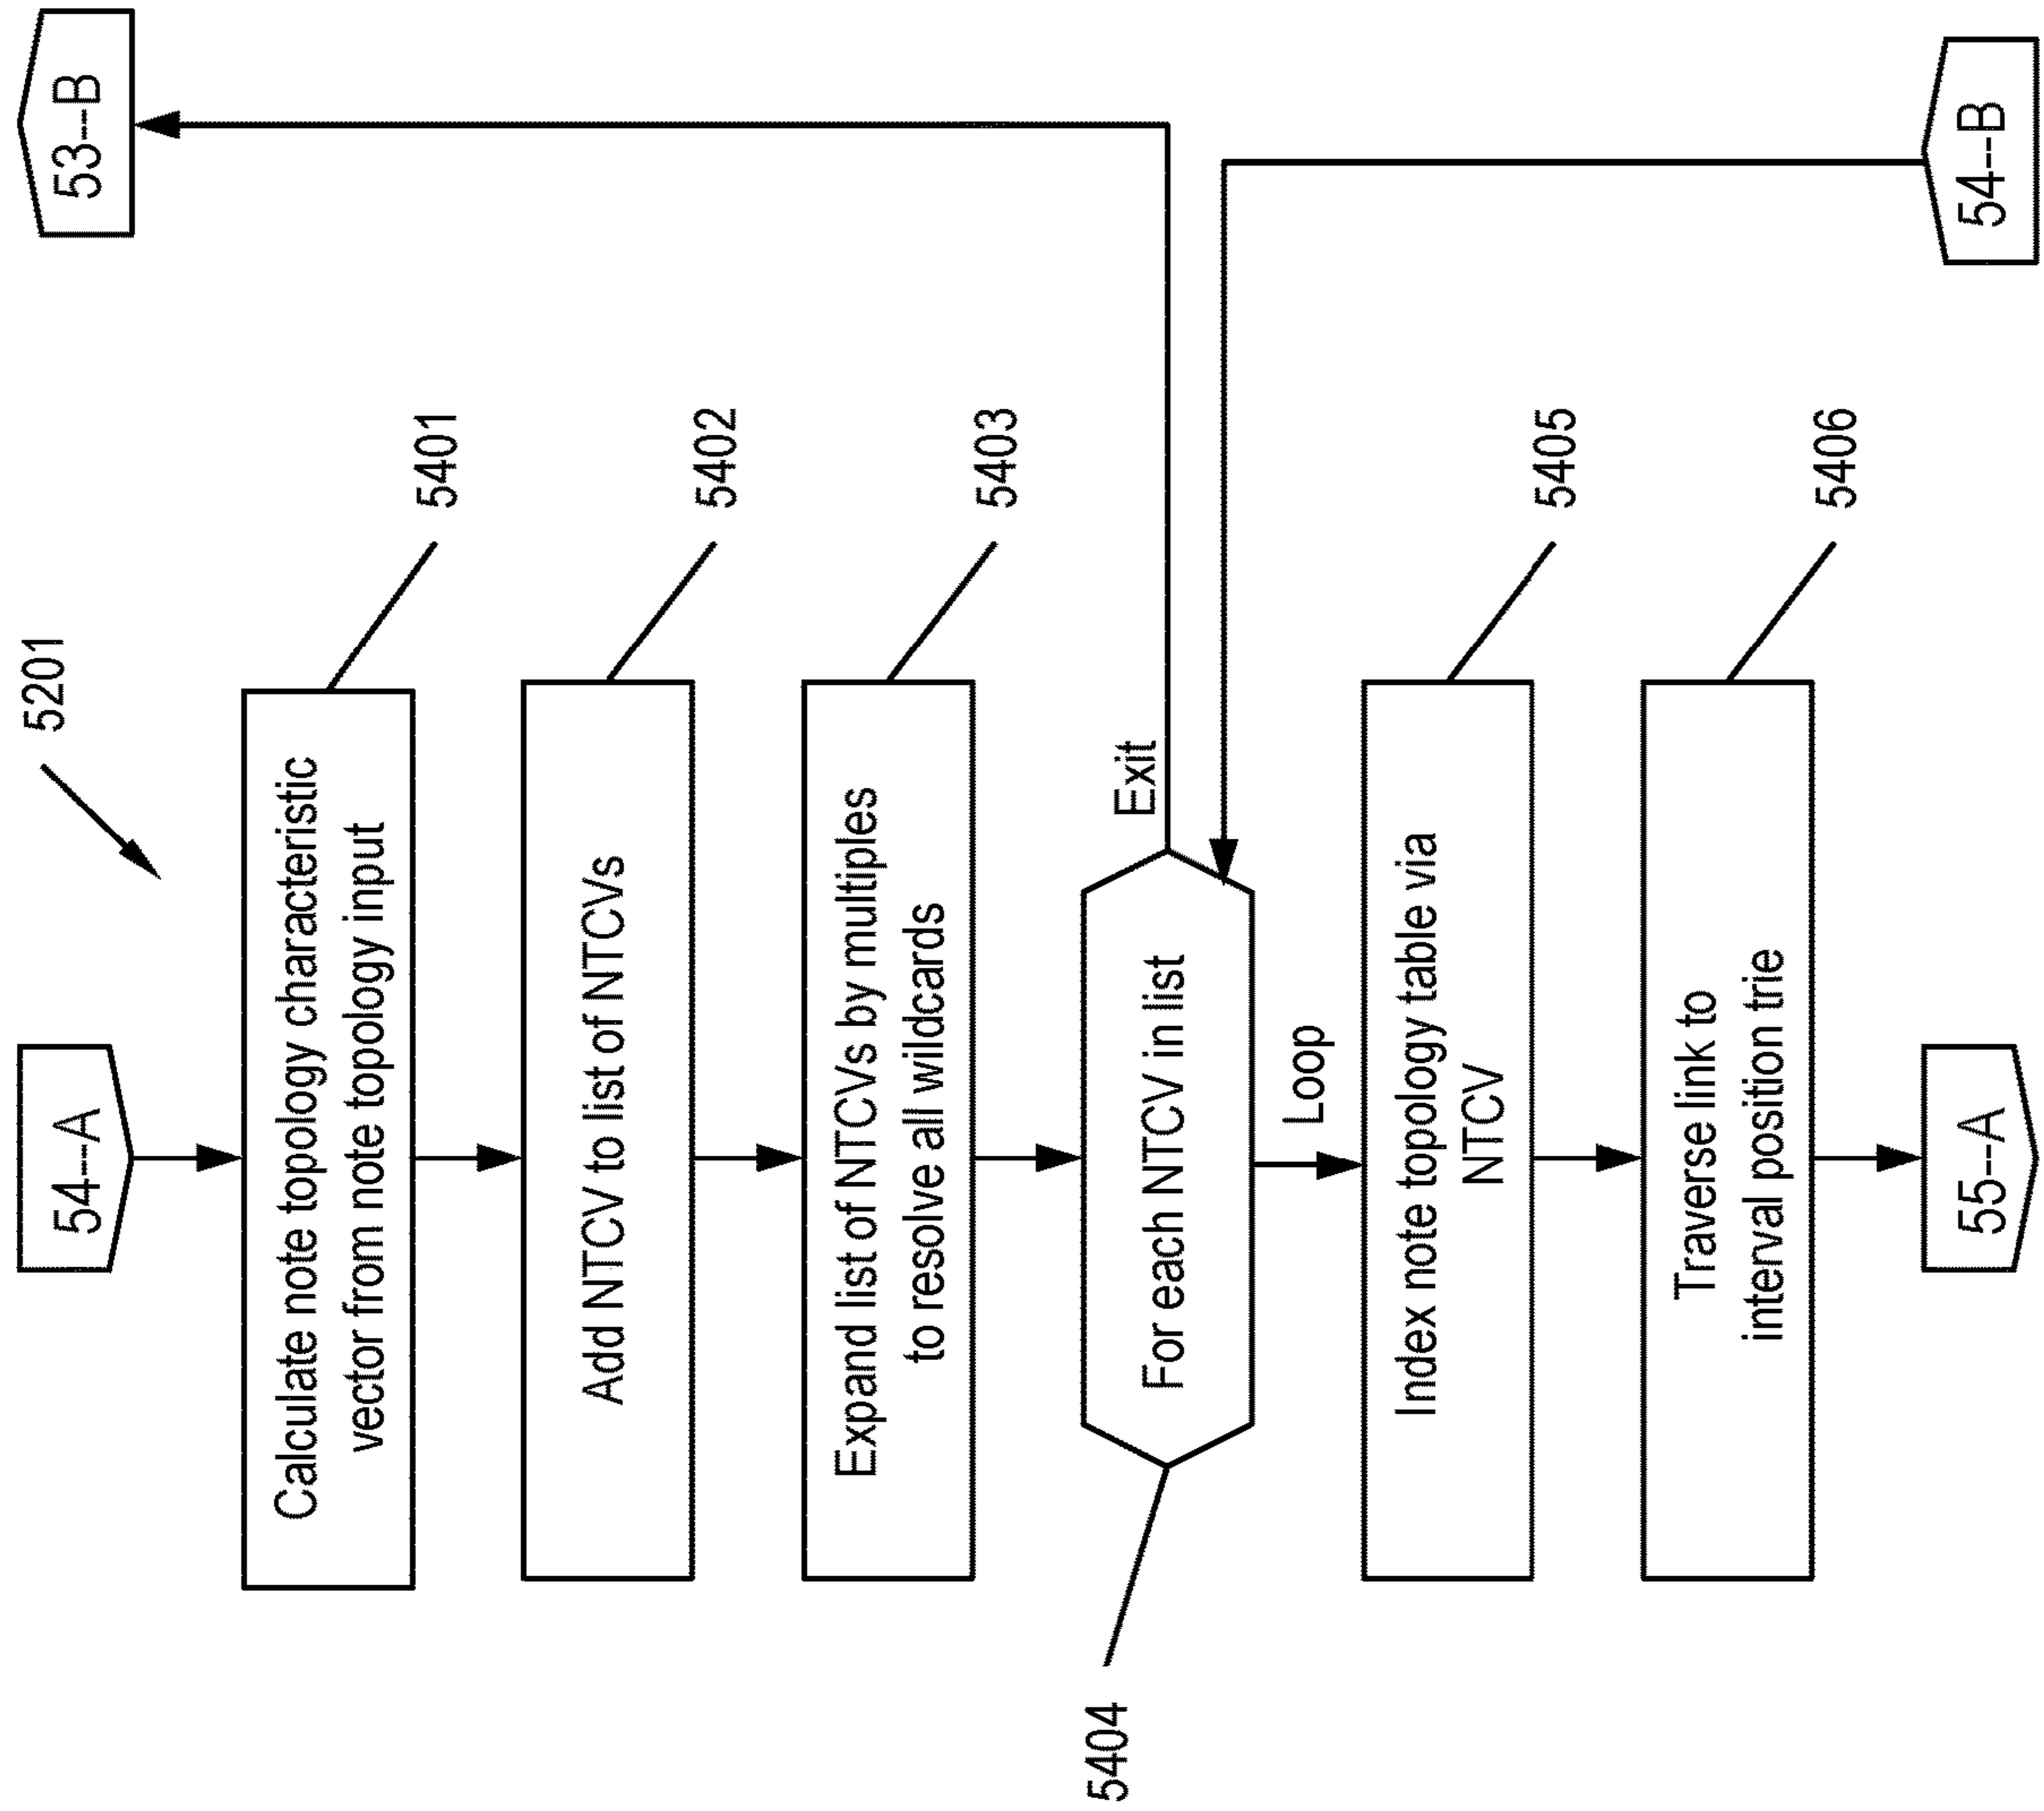 5201
54--A
53--B
Calculate note topology characteristic
vector from note topology input
5401
Add NTCV to list of NTCVs
5402
Expand list of NTCVs by multiples
to resolve all wildcards
5403
For each NTCV in list
Exit
5404
Loop
Index note topology table via
NTCV
5405
Traverse link to
interval position trie
5406
55--A
54--B